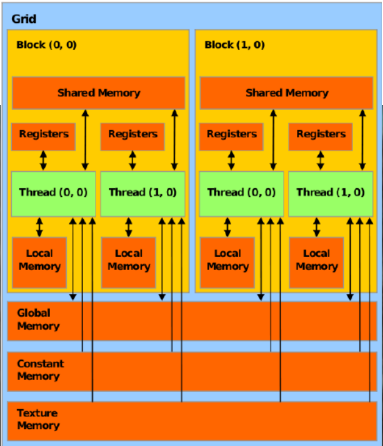 Grid
Block (0, 0)
Block (1, 0)
Shared Memory
Shared Memory
Registers
Registers
Registers
Registers
Thread (0, 0)
Thread (1, 0)
Thread (0, 0)
Thread (1, 0)
Local
Memory
Local
Memory
Local
Memory
Local
Memory
Global
Memory
Constant
Memory
Texture
Memory